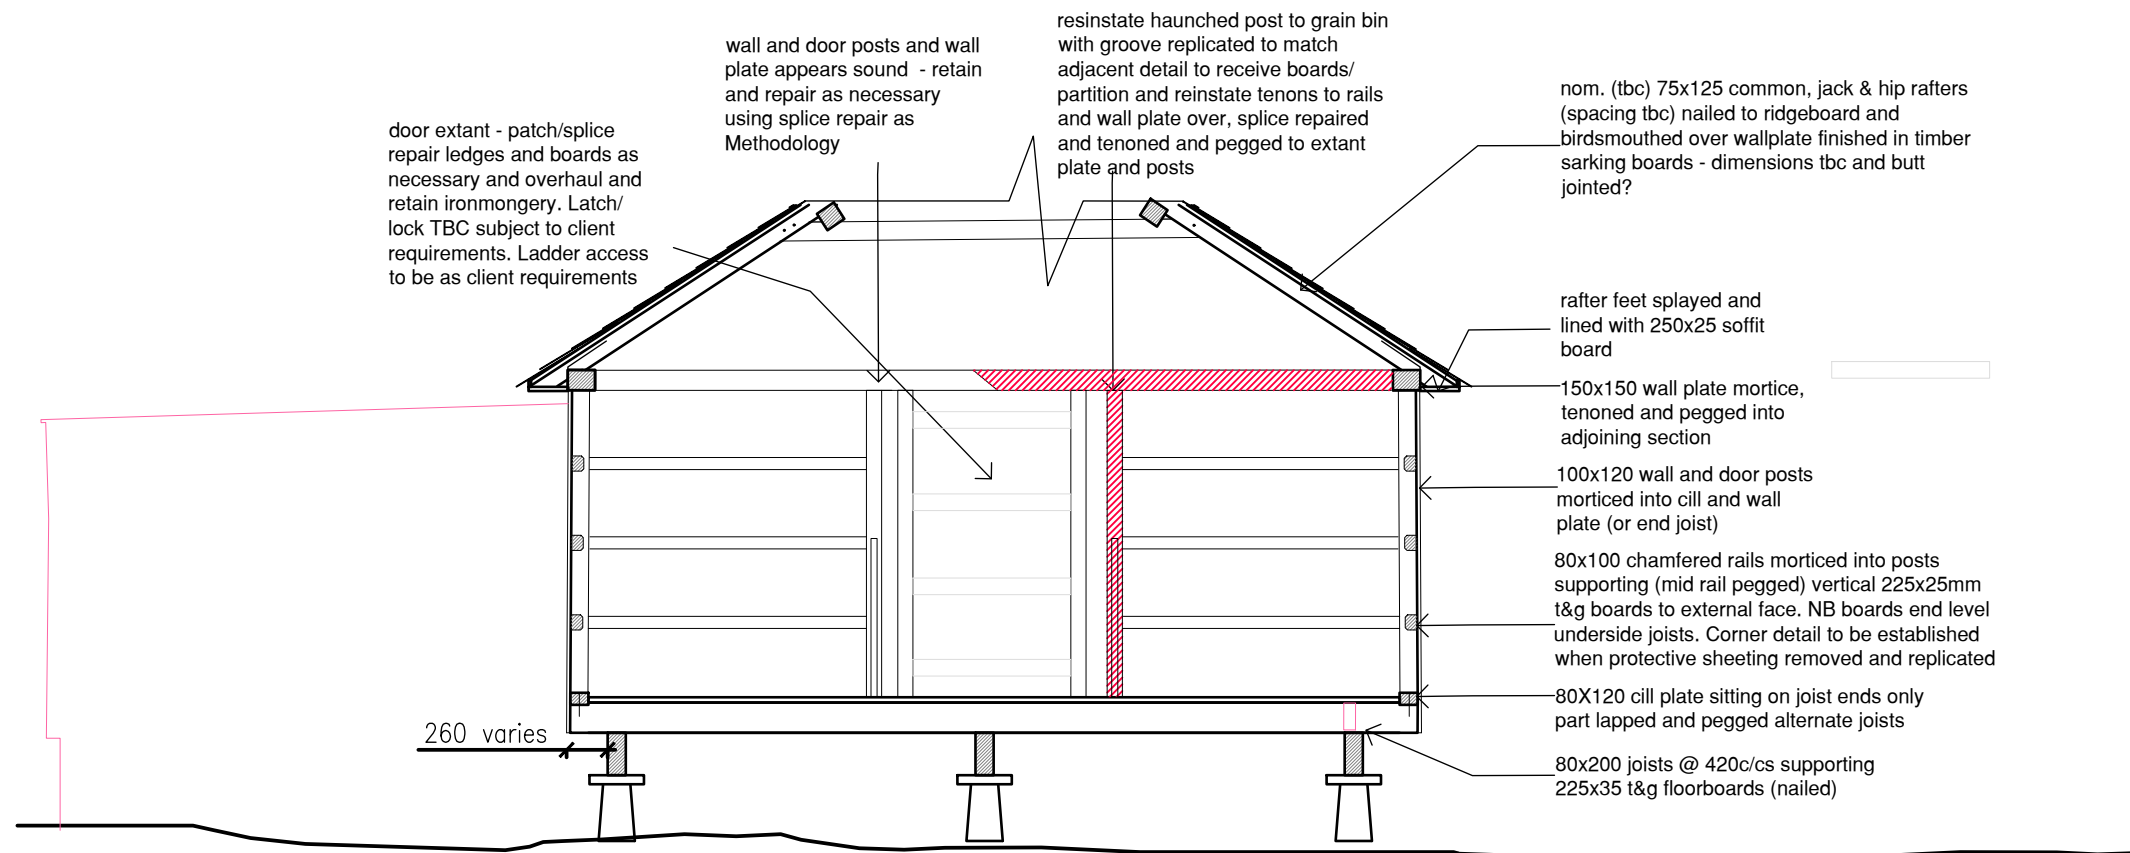 resinstate haunched post to grain bin
with groove replicated to match
adjacent detail to receive boards/
partition and reinstate tenons to rails
and wall plate over, splice repaired
and tenoned and pegged to extant
plate and posts
wall and door posts and wall
plate appears sound - retain
and repair as necessary
using splice repair as
Methodology
door extant - patch/splice
repair ledges and boards as
necessary and overhaul and
retain ironmongery. Latch/
lock TBC subject to client
requirements. Ladder access
to be as client requirements
nom. (tbc) 75x125 common, jack & hip rafters
(spacing tbc) nailed to ridgeboard and
birdsmouthed over wallplate finished in timber
sarking boards - dimensions tbc and butt
jointed?
rafter feet splayed and
lined with 250x25 soffit
board
150x150 wall plate mortice,
tenoned and pegged into
adjoining section
100x120 wall and door posts
morticed into cill and wall
plate (or end joist)
80x100 chamfered rails morticed into posts
supporting (mid rail pegged) vertical 225x25mm
t&g boards to external face. NB boards end level
underside joists. Corner detail to be established
when protective sheeting removed and replicated
80X120 cill plate sitting on joist ends only
part lapped and pegged alternate joists
260 varies
80x200 joists @ 420c/cs supporting
225x35 t&g floorboards (nailed)